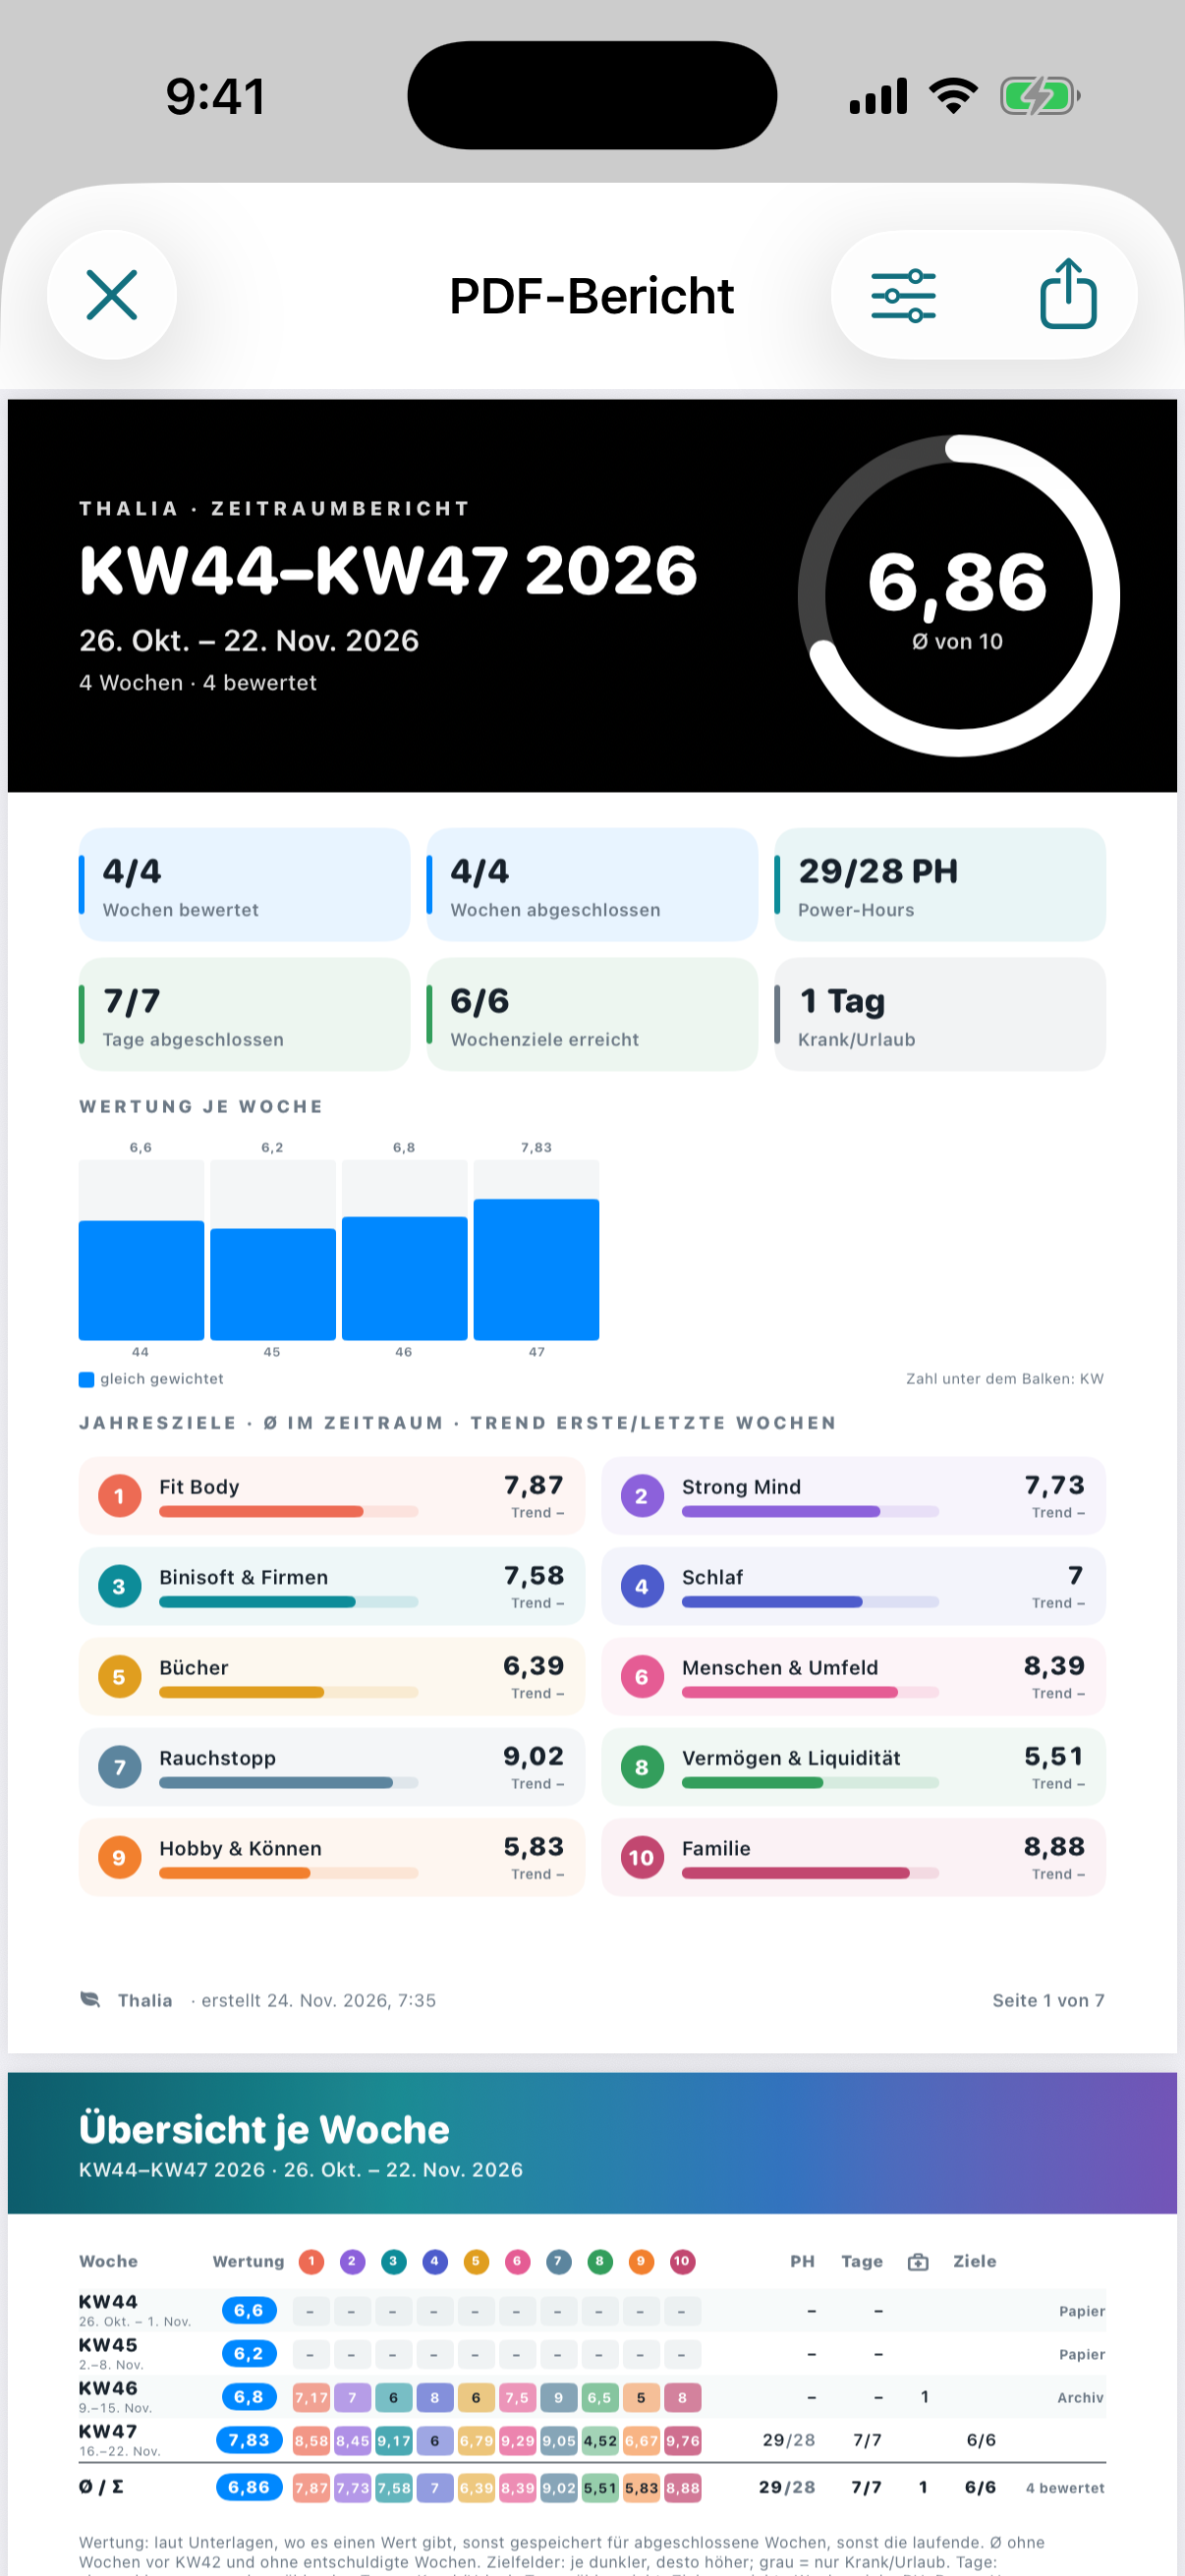 9:41
PDF-Bericht
THALIA · ZEITRAUMBERICHT
KW44–KW47 2026
26. Okt. – 22. Nov. 2026
4 Wochen · 4 bewertet
6,86
Ø von 10
4/4
Wochen bewertet
4/4
Wochen abgeschlossen
29/28 PH
Power-Hours
7/7
Tage abgeschlossen
6/6
Wochenziele erreicht
1 Tag
Krank/Urlaub
WERTUNG JE WOCHE
6,6 6,2 6,8 7,83
44 45 46 47
gleich gewichtet Zahl unter dem Balken: KW
JAHRESZIELE · Ø IM ZEITRAUM · TREND ERSTE/LETZTE WOCHEN
1 Fit Body 7,87
Trend –
2 Strong Mind 7,73
Trend –
3 Binisoft & Firmen 7,58
Trend –
4 Schlaf 7
Trend –
5 Bücher 6,39
Trend –
6 Menschen & Umfeld 8,39
Trend –
7 Rauchstopp 9,02
Trend –
8 Vermögen & Liquidität 5,51
Trend –
9 Hobby & Können 5,83
Trend –
10 Familie 8,88
Trend –
Thalia · erstellt 24. Nov. 2026, 7:35 Seite 1 von 7
Übersicht je Woche
KW44–KW47 2026 · 26. Okt. – 22. Nov. 2026
Woche Wertung 1 2 3 4 5 6 7 8 9 10 PH Tage Ziele
KW44 6,6 – – – – – – – – – – – – Papier
26. Okt. – 1. Nov.
KW45 6,2 – – – – – – – – – – – – Papier
2.–8. Nov.
KW46 6,8 7,17 7 6 8 6 7,5 9 6,5 5 8 – – 1 Archiv
9.–15. Nov.
KW47 7,83 8,58 8,45 9,17 6 6,79 9,29 9,05 4,52 6,67 9,76 29/28 7/7 6/6
16.–22. Nov.
Ø / Σ 6,86 7,87 7,73 7,58 7 6,39 8,39 9,02 5,51 5,83 8,88 29/28 7/7 1 6/6 4 bewertet
Wertung: laut Unterlagen, wo es einen Wert gibt, sonst gespeichert für abgeschlossene Wochen, sonst die laufende. Ø ohne
Wochen vor KW42 und ohne entschuldigte Wochen. Zielfelder: je dunkler, desto höher; grau = nur Krank/Urlaub. Tage: